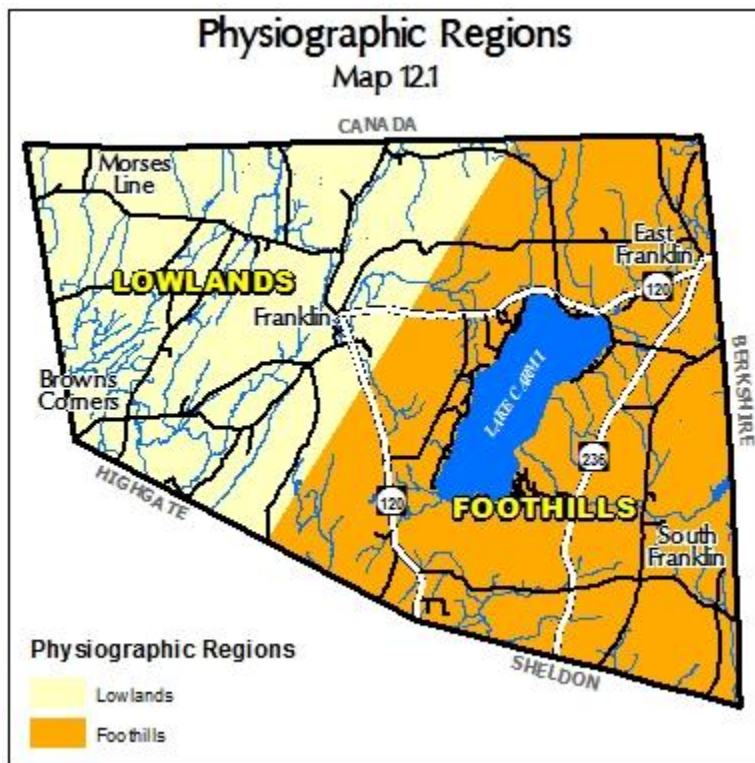 Physiographic Regions
Map 12.1
CANADA
Morses
Line
East
Franklin
120
LOWLANDS
Franklin
BERKSHIRE
LAKE CARMI
Browns
Corners
236
HIGHGATE
120
FOOTHILLS
South
Franklin
SHELDON
Physiographic Regions
Lowlands
Foothills